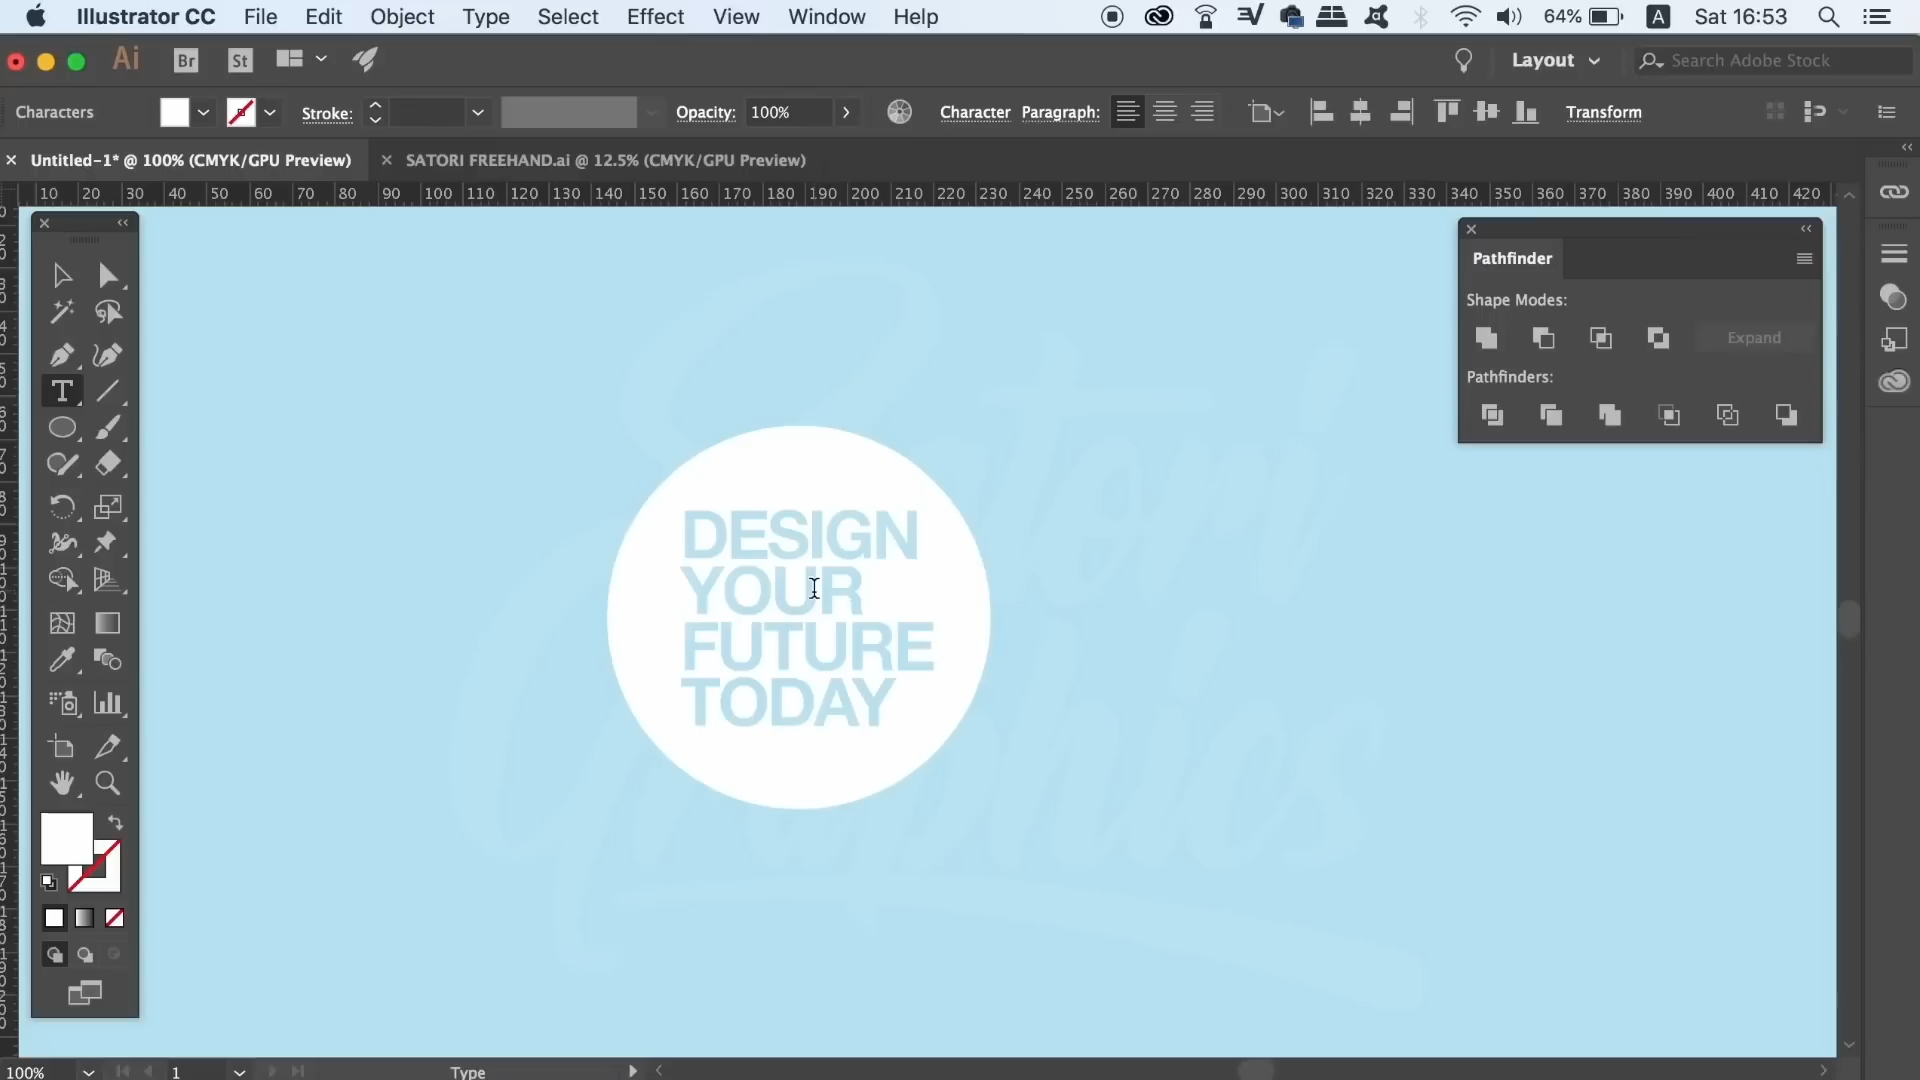 Illustrator CC File Edit Object Type Select Effect View Window Help 64% A Sat 16:53
Ai Br St Layout Search Adobe Stock
Characters Stroke: Opacity: 100% Character Paragraph: Transform
Untitled-1* @ 100% (CMYK/GPU Preview) SATORI FREEHAND.ai @ 12.5% (CMYK/GPU Preview)
10 20 30 40 50 60 70 80 90 100 110 120 130 140 150 160 170 180 190 200 210 220 230 240 250 260 270 280 290 300 310 320 330 340 350 360 370 380 390 400 410 420
Pathfinder
Shape Modes:
Expand
Pathfinders:
Satori
Graphics
DESIGN
YOUR
FUTURE
TODAY
100% 1 Type